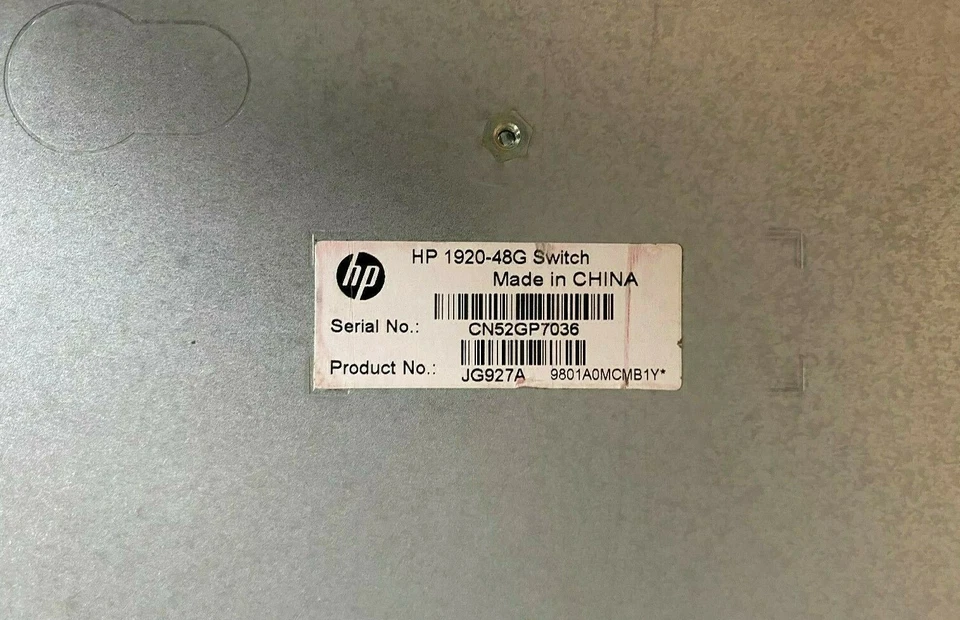 hp
HP 1920-48G Switch
Made in CHINA
Serial No.: CN52GP7036
Product No.: JG927A 9801A0MCMB1Y*